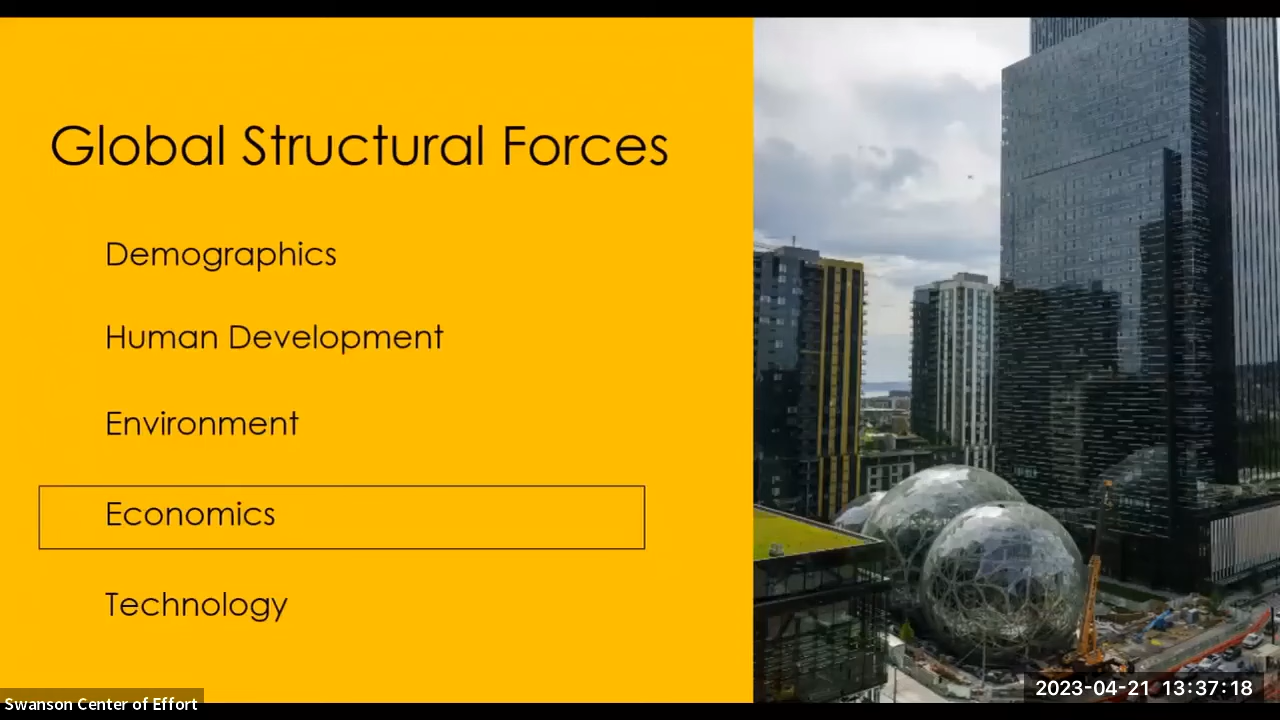 Global Structural Forces
Demographics
Human Development
Environment
Economics
Technology
Swanson Center of Effort
2023-04-21 13:37:18